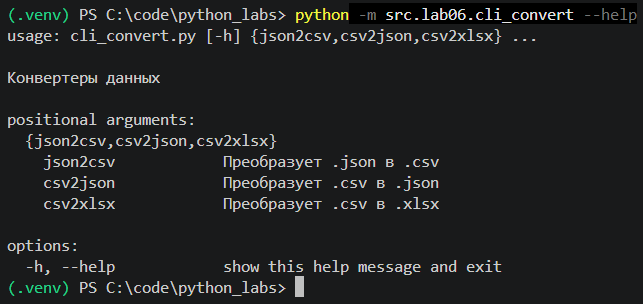 (.venv) PS C:\code\python_labs> python -m src.lab06.cli_convert --help
usage: cli_convert.py [-h] {json2csv,csv2json,csv2xlsx} ...
Конвертеры данных
positional arguments:
{json2csv,csv2json,csv2xlsx}
json2csv Преобразует .json в .csv
csv2json Преобразует .csv в .json
csv2xlsx Преобразует .csv в .xlsx
options:
-h, --help show this help message and exit
(.venv) PS C:\code\python_labs>